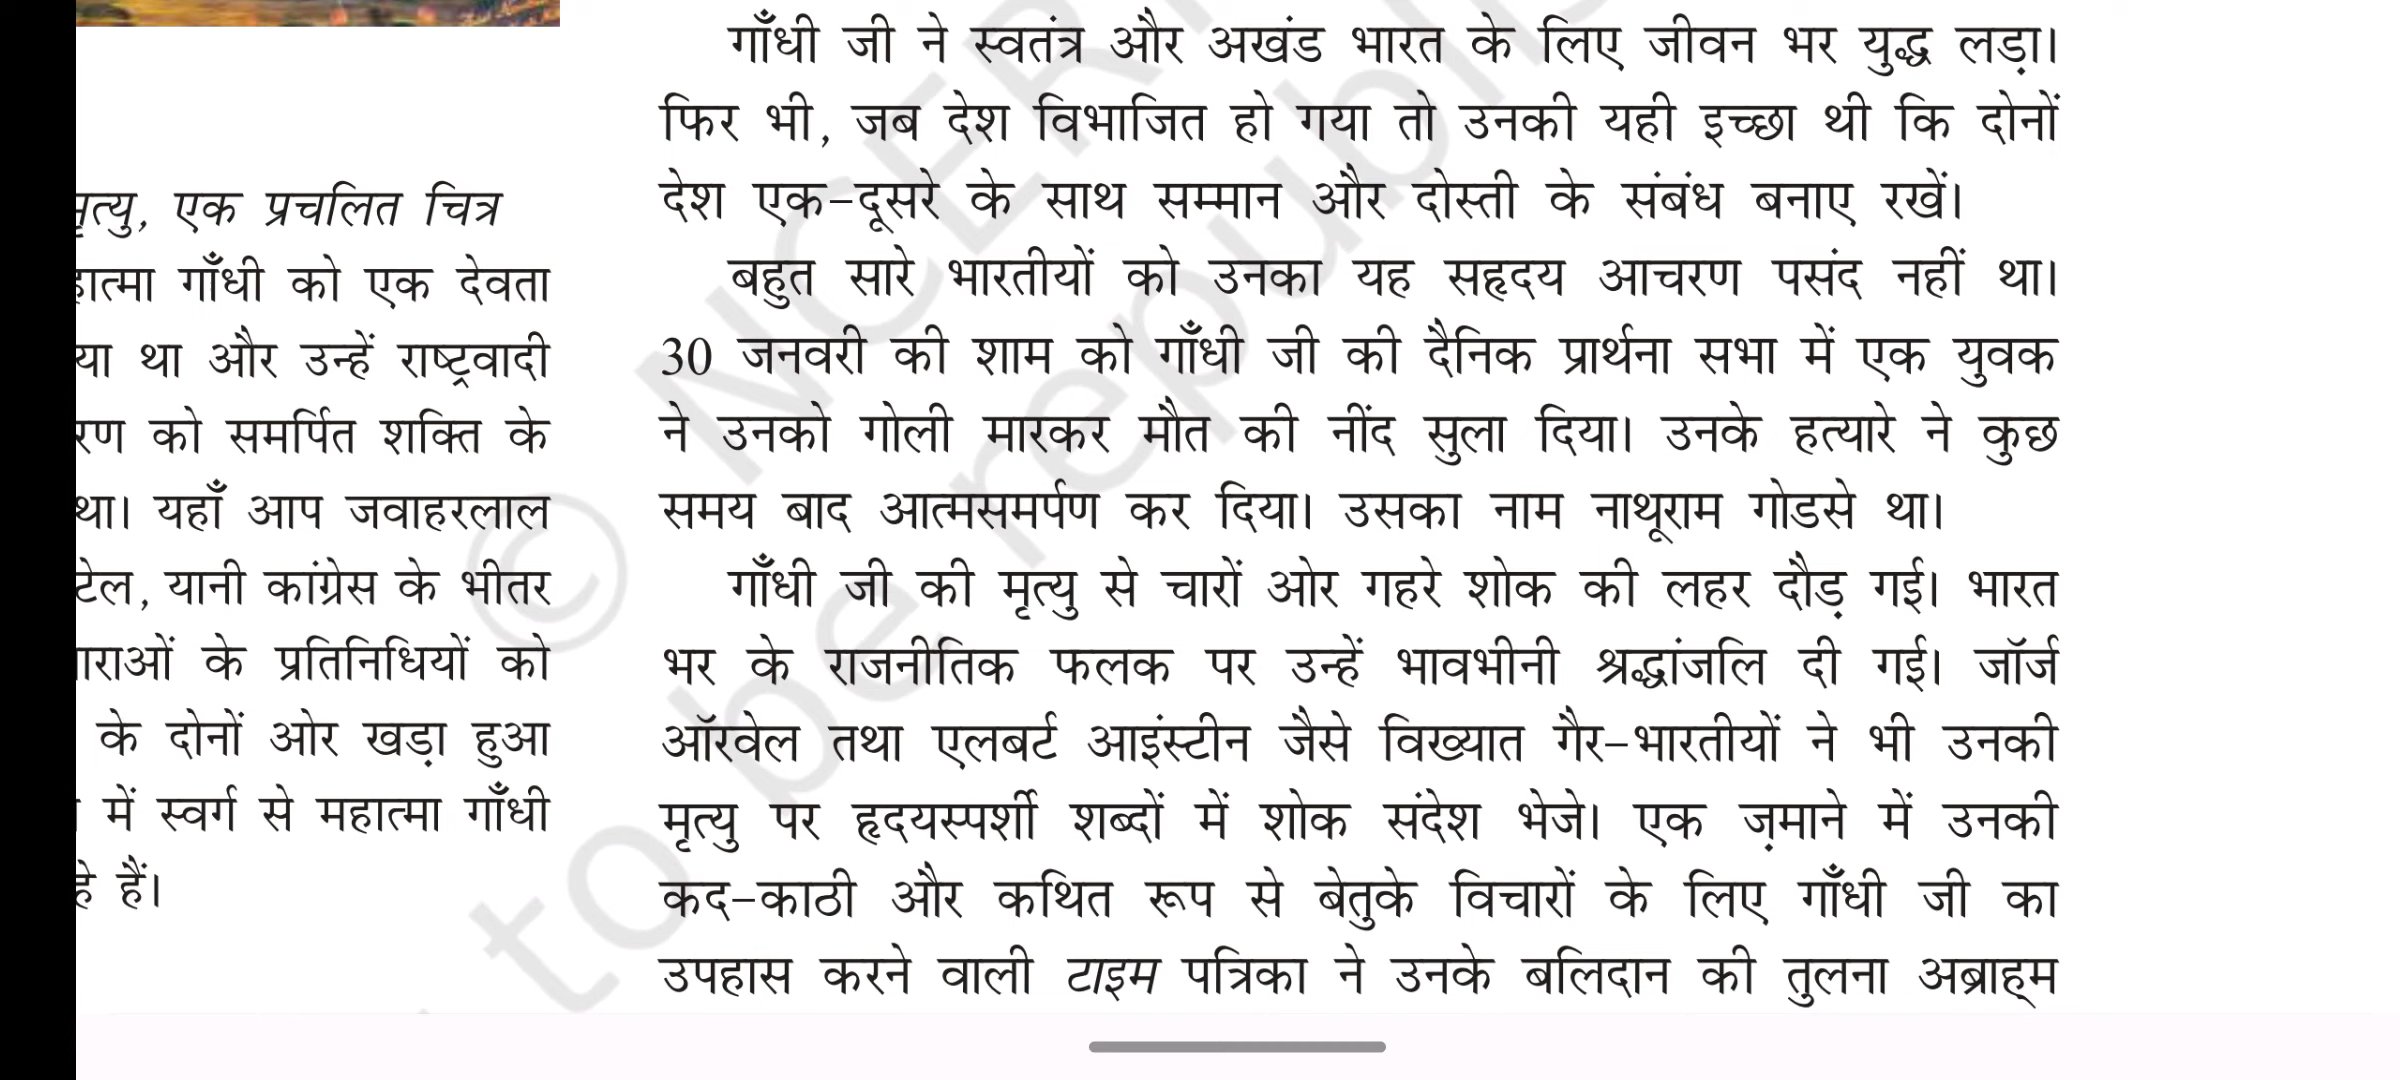 मृत्यु, एक प्रचलित चित्र
गाँधी को एक देवता
था और उन्हें राष्ट्रवादी
को समर्पित शक्ति के
था। यहाँ आप जवाहरलाल
यानी कांग्रेस के भीतर
के प्रतिनिधियों को
के दोनों ओर खड़ा हुआ
में स्वर्ग से महात्मा गाँधी
हैं।
गाँधी जी ने स्वतंत्र और अखंड भारत के लिए जीवन भर युद्ध लड़ा।
फिर भी, जब देश विभाजित हो गया तो उनकी यही इच्छा थी कि दोनों
देश एक-दूसरे के साथ सम्मान और दोस्ती के संबंध बनाए रखें।
बहुत सारे भारतीयों को उनका यह सहृदय आचरण पसंद नहीं था।
30 जनवरी की शाम को गाँधी जी की दैनिक प्रार्थना सभा में एक युवक
ने उनको गोली मारकर मौत की नींद सुला दिया। उनके हत्यारे ने कुछ
समय बाद आत्मसमर्पण कर दिया। उसका नाम नाथूराम गोडसे था।
गाँधी जी की मृत्यु से चारों ओर गहरे शोक की लहर दौड़ गई। भारत
भर के राजनीतिक फलक पर उन्हें भावभीनी श्रद्धांजलि दी गई। जॉर्ज
ऑरवेल तथा एलबर्ट आइंस्टीन जैसे विख्यात गैर-भारतीयों ने भी उनकी
मृत्यु पर हृदयस्पर्शी शब्दों में शोक संदेश भेजे। एक ज़माने में उनकी
कद-काठी और कथित रूप से बेतुके विचारों के लिए गाँधी जी का
उपहास करने वाली टाइम पत्रिका ने उनके बलिदान की तुलना अब्राह्म
© NCER
to be republis